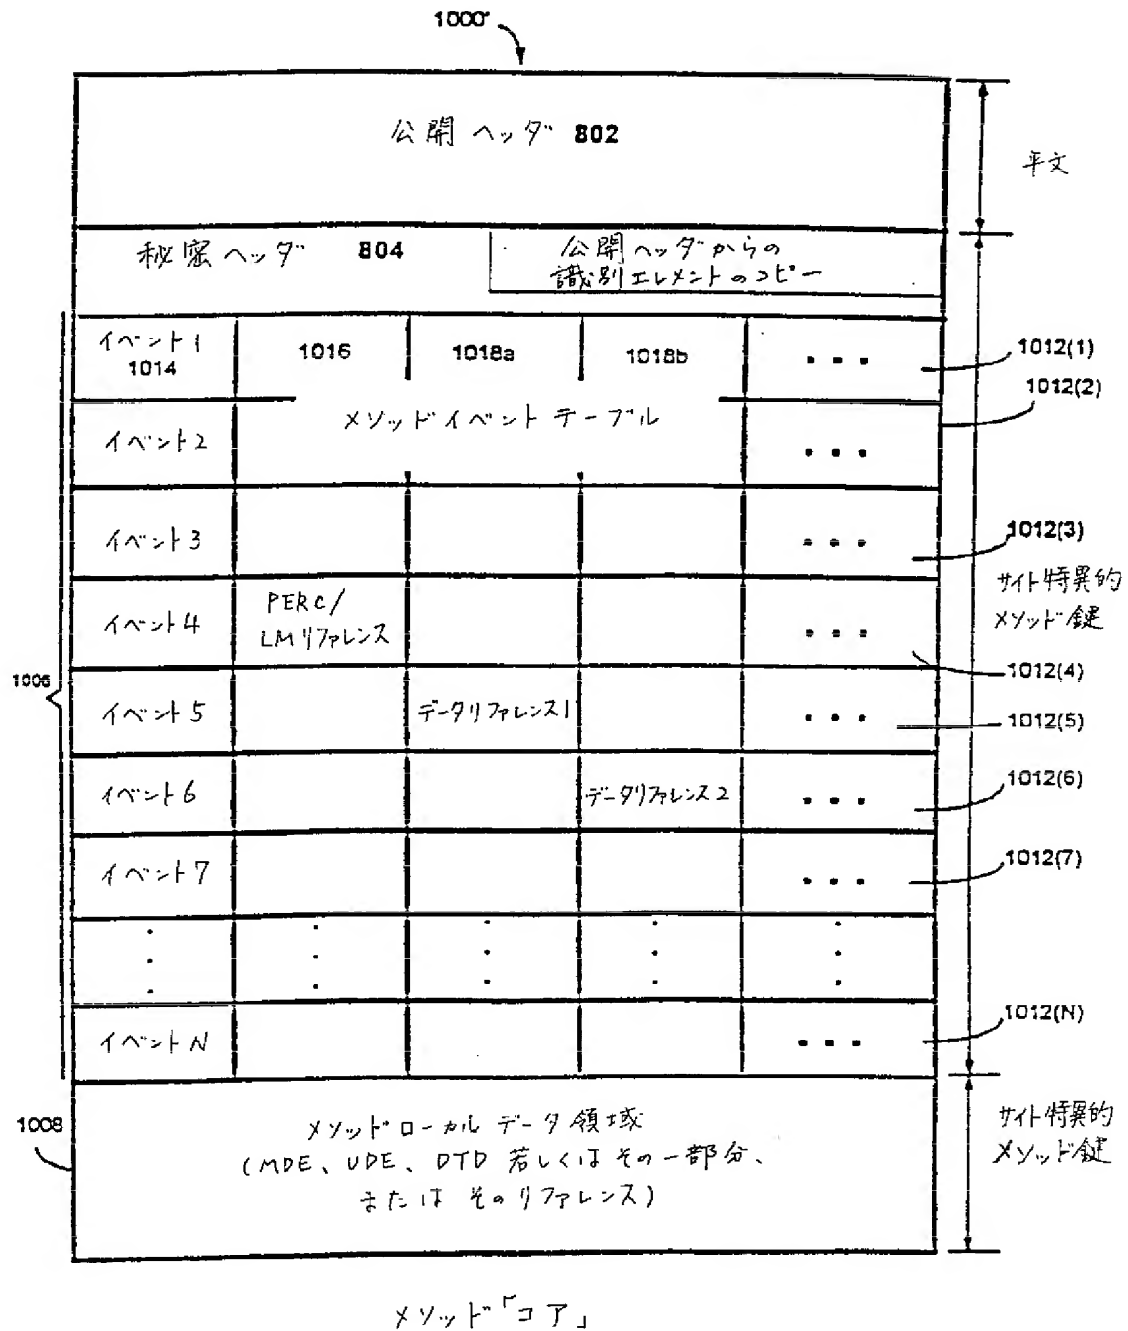 1000'
公開ヘッダ 802
平文
秘密ヘッダ 804
公開ヘッダからの
識別エレメントのコピー
イベント1
1014
1016
1018a
1018b
1012(1)
1012(2)
メソッドイベントテーブル
イベント2
イベント3
1012(3)
サイト特異的
メソッド鍵
イベント4
PERC/
LMリファレンス
1012(4)
1006
イベント5
データリファレンス1
1012(5)
イベント6
データリファレンス2
1012(6)
イベント7
1012(7)
イベントN
1012(N)
1008
メソッドローカルデータ領域
(MDE、UDE、DTD 若しくはその一部分、
またはそのリファレンス)
サイト特異的
メソッド鍵
メソッド「コア」